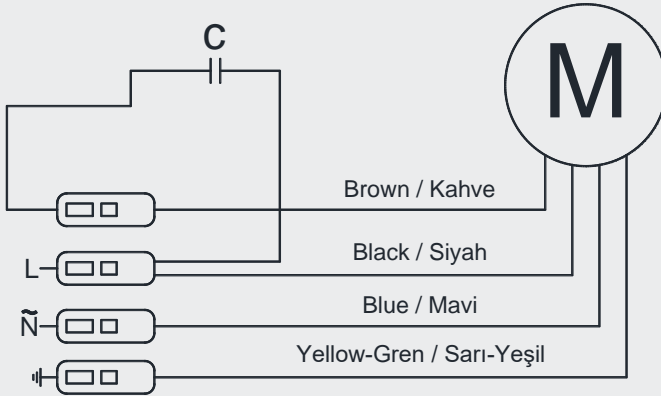 C
M
Brown / Kahve
L
Black / Siyah
Ñ
Blue / Mavi
Yellow-Gren / Sarı-Yeşil